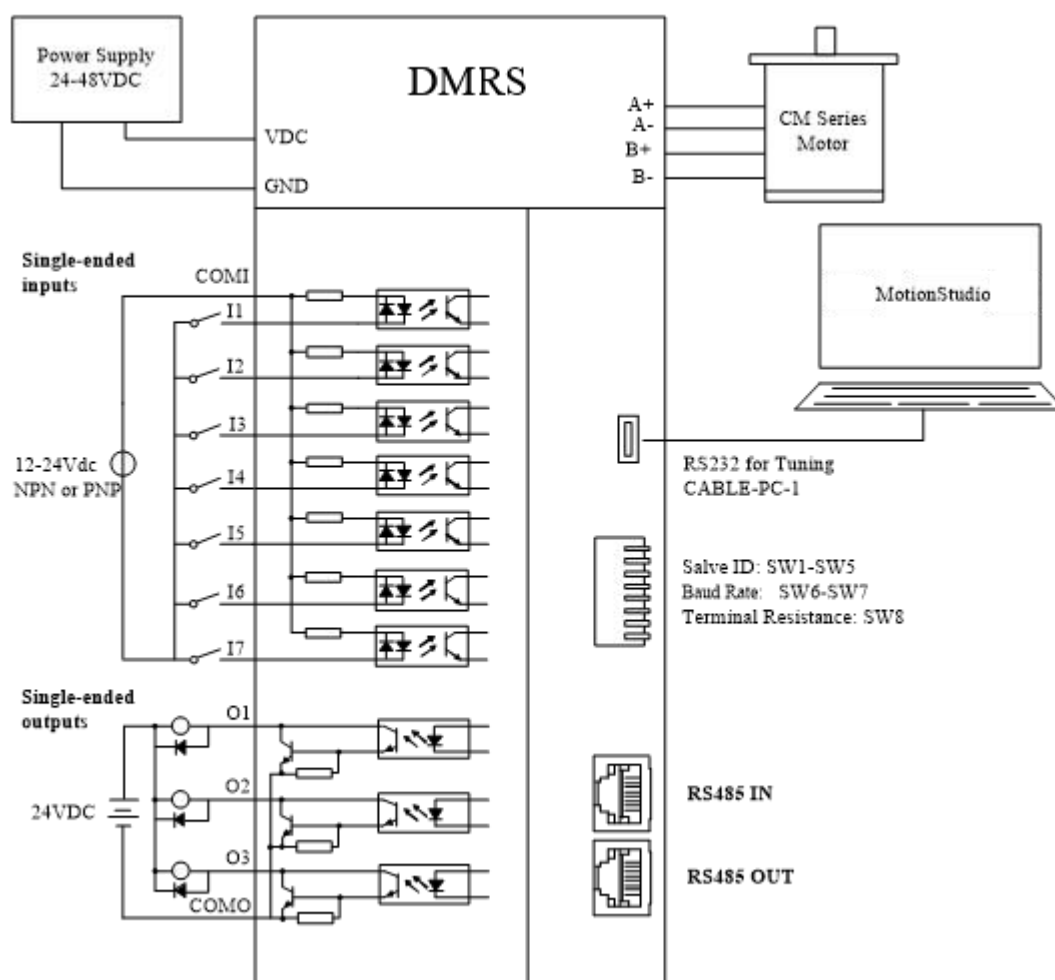 Power Supply
24-48VDC
DMRS
VDC
GND
A+
A-
B+
B-
CM Series
Motor
Single-ended
inputs
COMI
I1
I2
I3
I4
I5
I6
I7
12-24Vdc
NPN or PNP
MotionStudio
RS232 for Tuning
CABLE-PC-1
Salve ID: SW1-SW5
Baud Rate: SW6-SW7
Terminal Resistance: SW8
Single-ended
outputs
O1
O2
O3
24VDC
COMO
RS485 IN
RS485 OUT